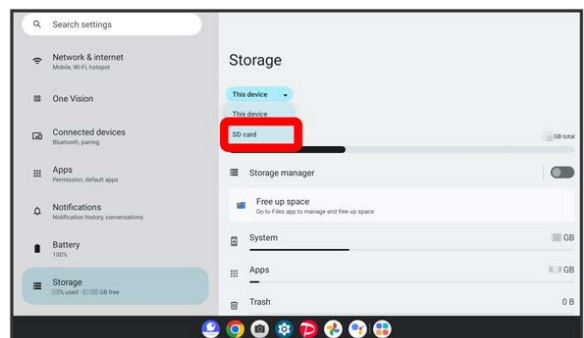 Search settings
Network & internet
Mobile, Wi-Fi, hotspot
One Vision
Connected devices
Bluetooth, pairing
Apps
Permission, default apps
Notifications
Notification history, conversations
Battery
100%
Storage
% used - GB free
Storage
This device
This device
SD card
GB total
Storage manager
Free up space
Go to Files app to manage and free up space
System
GB
Apps
GB
Trash
0 B